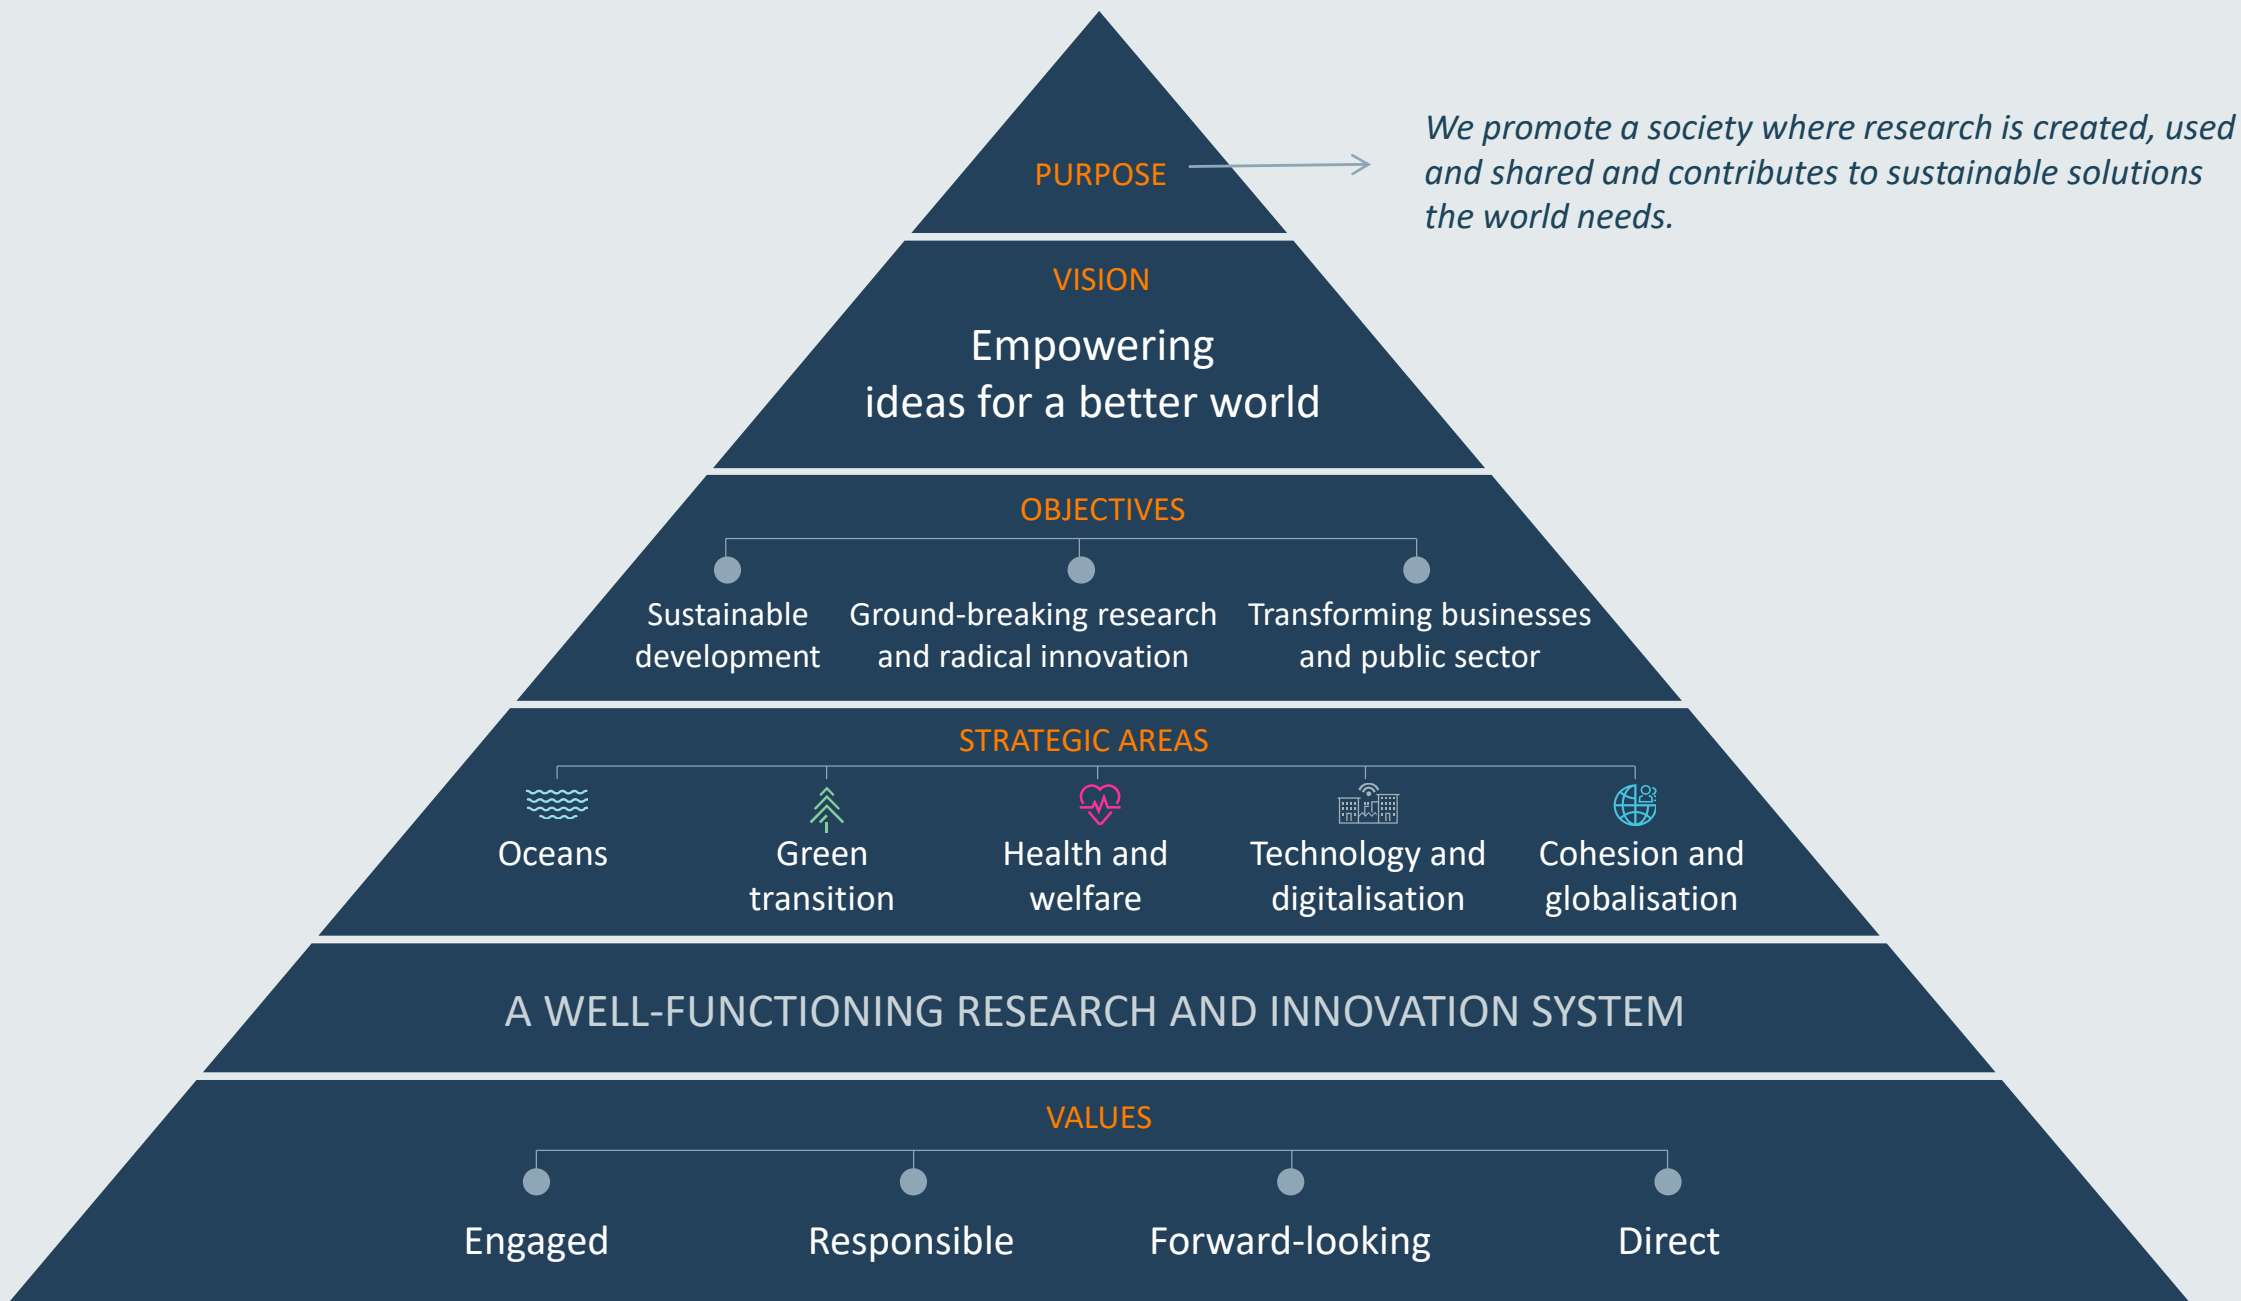 PURPOSE
We promote a society where research is created, used
and shared and contributes to sustainable solutions
the world needs.
VISION
Empowering
ideas for a better world
OBJECTIVES
Sustainable
development
Ground-breaking research
and radical innovation
Transforming businesses
and public sector
STRATEGIC AREAS
Oceans
Green
transition
Health and
welfare
Technology and
digitalisation
Cohesion and
globalisation
A WELL-FUNCTIONING RESEARCH AND INNOVATION SYSTEM
VALUES
Engaged
Responsible
Forward-looking
Direct